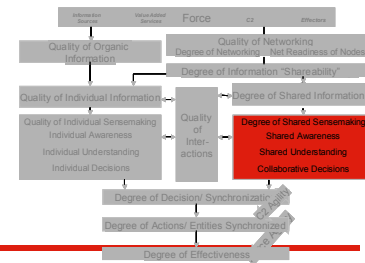 Information Sources
Value Added Services
Force
C2
Effectors
Quality of Organic
Information
Quality of Networking
Degree of Networking Net Readiness of Nodes
Degree of Information “Shareability”
Quality of Individual Information
Degree of Shared Information
Quality of Individual Sensemaking
Individual Awareness
Individual Understanding
Individual Decisions
Quality
of
Inter-
actions
Degree of Shared Sensemaking
Shared Awareness
Shared Understanding
Collaborative Decisions
Degree of Decision/ Synchronizatio
C2 Agility
Degree of Actions/ Entities Synchronized
Degree of Effectiveness